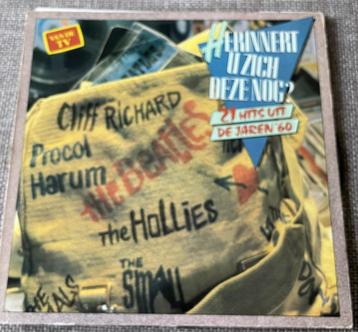 VAN DE
TV
HERINNERT
U ZICH
DEZE NOG?
21 HITS UIT
DE JAREN '60
Cliff RICHARD
Procol
Harum
the BEATLES
the HOLLIES
THE
SMALL